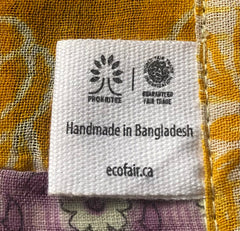 PROKRITEE
GUARANTEED
FAIR TRADE
Handmade in Bangladesh
ecofair.ca